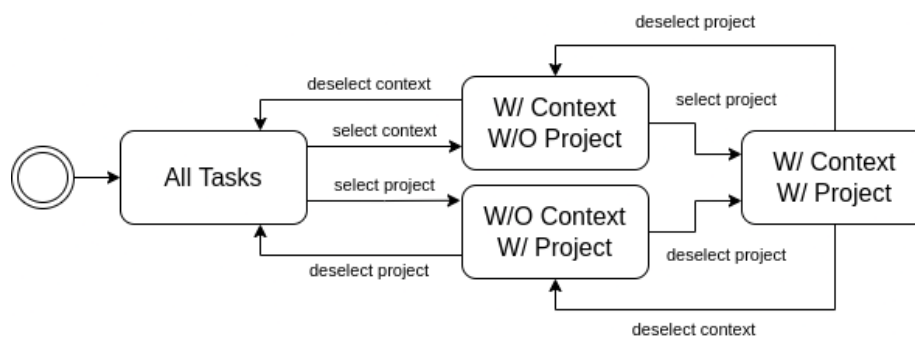 deselect project
deselect context
W/ Context
W/O Project
select project
select context
All Tasks
W/ Context
W/ Project
select project
W/O Context
W/ Project
deselect project
deselect project
deselect context